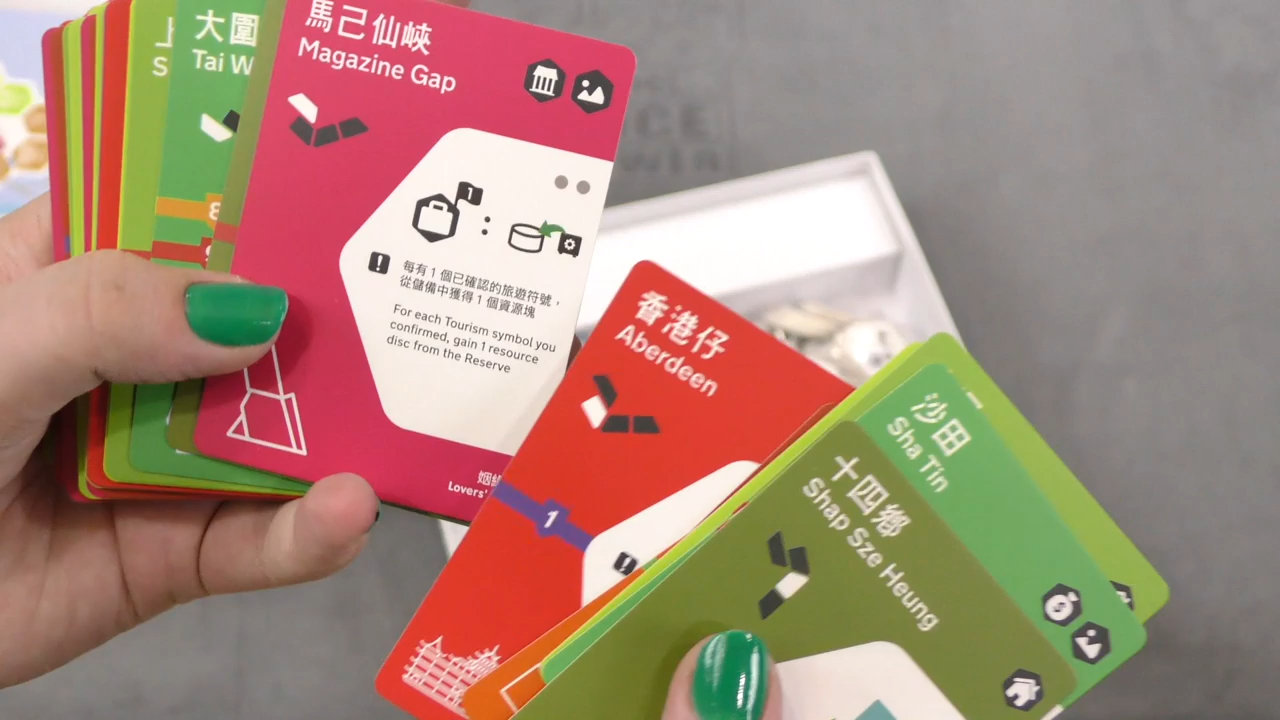 馬己仙峽
Magazine Gap
1
:
每有 1 個已確認的旅遊符號，
從儲備中獲得 1 個資源塊
For each Tourism symbol you
confirmed, gain 1 resource
disc from the Reserve
Lovers'
大圍
Tai W
8
香港仔
Aberdeen
1
沙田
Sha Tin
十四鄉
Shap Sze Heung